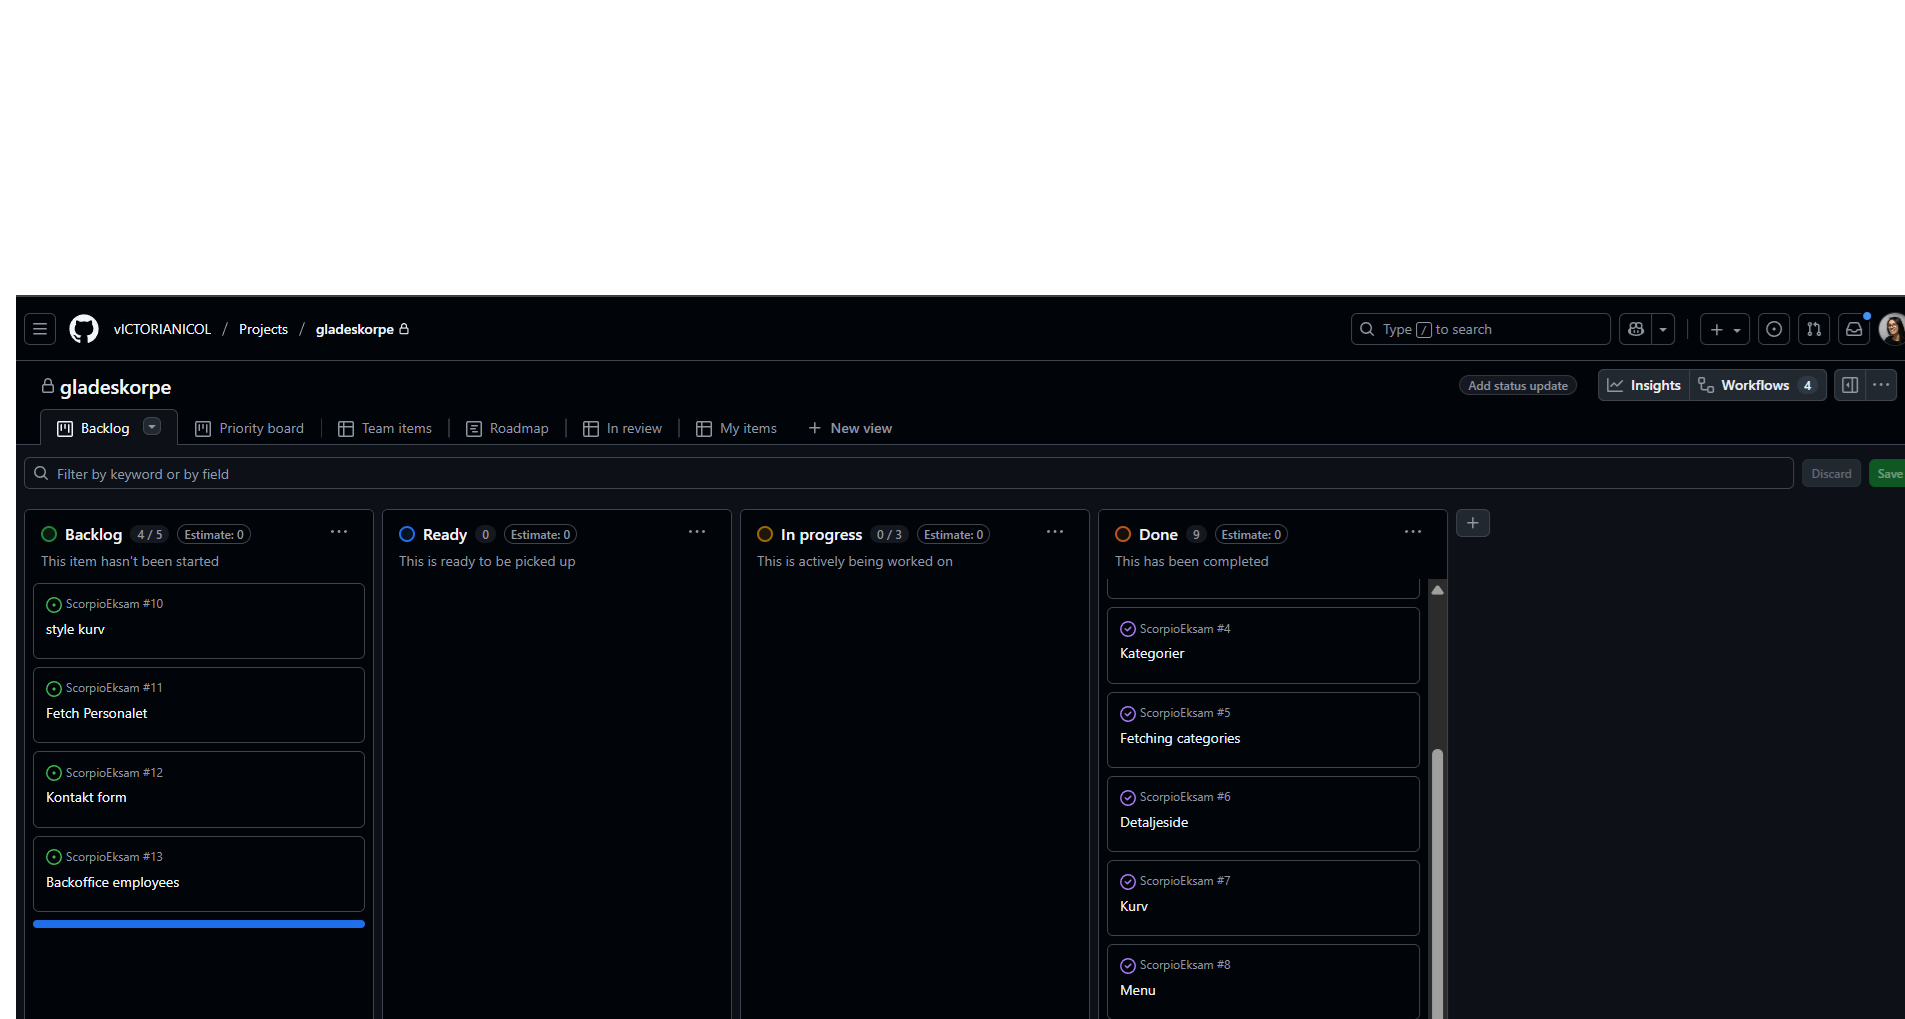 vICTORIANICOL / Projects / gladeskorpe
Type / to search
gladeskorpe
Add status update
Insights
Workflows 4
Backlog
Priority board
Team items
Roadmap
In review
My items
New view
Filter by keyword or by field
Discard
Save
Backlog 4 / 5 Estimate: 0
This item hasn't been started
ScorpioEksam #10
style kurv
ScorpioEksam #11
Fetch Personalet
ScorpioEksam #12
Kontakt form
ScorpioEksam #13
Backoffice employees
Ready 0 Estimate: 0
This is ready to be picked up
In progress 0 / 3 Estimate: 0
This is actively being worked on
Done 9 Estimate: 0
This has been completed
ScorpioEksam #4
Kategorier
ScorpioEksam #5
Fetching categories
ScorpioEksam #6
Detaljeside
ScorpioEksam #7
Kurv
ScorpioEksam #8
Menu